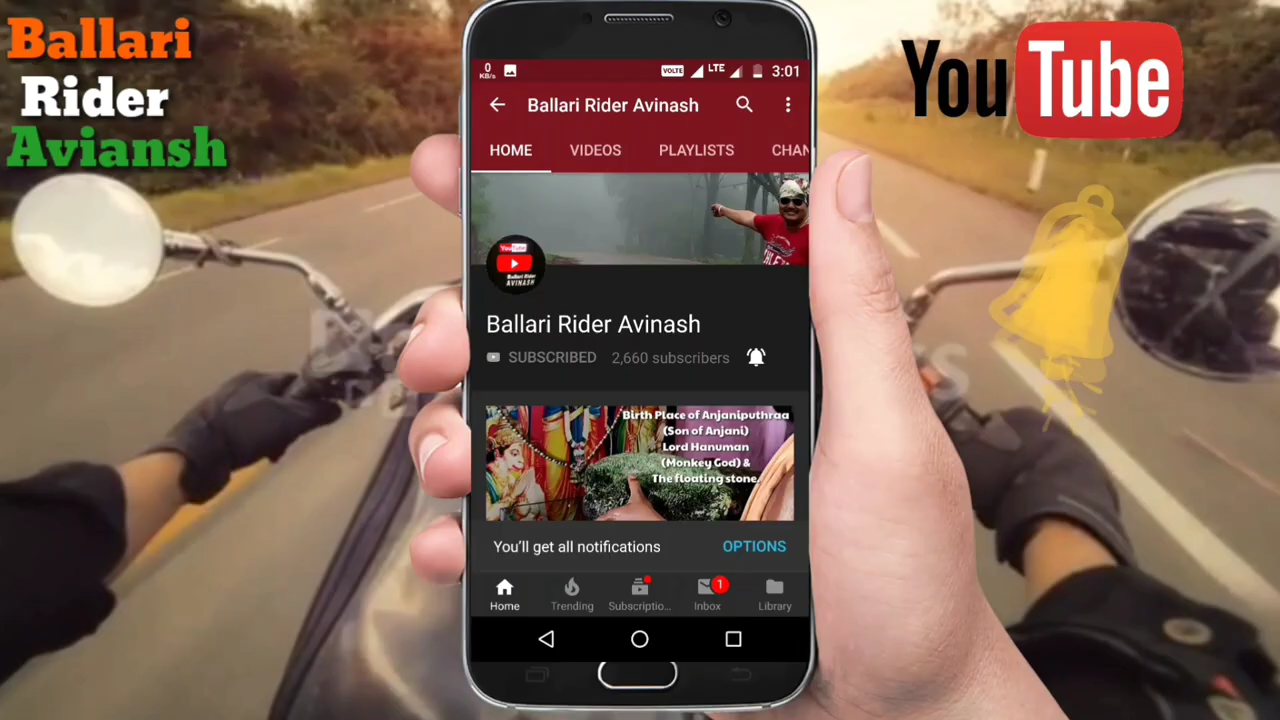 Ballari
Rider
Aviansh
YouTube
0
KB/s
VOLTE
LTE
3:01
Ballari Rider Avinash
HOME
VIDEOS
PLAYLISTS
CHAN
YouTube
Ballari Rider
AVINASH
Ballari Rider Avinash
SUBSCRIBED
2,660 subscribers
Birth Place of Anjaniputhraa
(Son of Anjani)
Lord Hanuman
(Monkey God) &
The floating stone.
You'll get all notifications
OPTIONS
Home
Trending
Subscriptio...
1
Inbox
Library